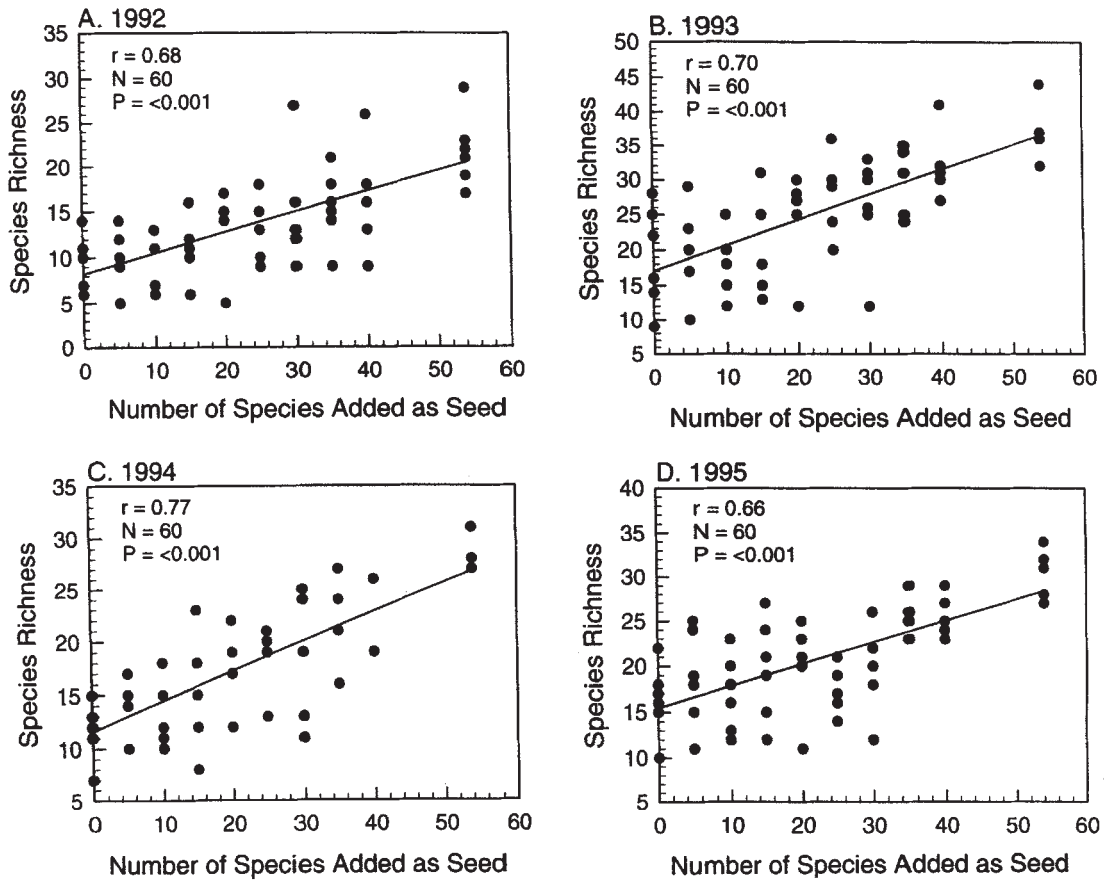 A. 1992
r = 0.68
N = 60
P = <0.001
35
30
25
20
15
10
5
0
Species Richness
0 10 20 30 40 50 60
Number of Species Added as Seed
B. 1993
r = 0.70
N = 60
P = <0.001
50
45
40
35
30
25
20
15
10
5
Species Richness
0 10 20 30 40 50 60
Number of Species Added as Seed
C. 1994
r = 0.77
N = 60
P = <0.001
35
30
25
20
15
10
5
Species Richness
0 10 20 30 40 50 60
Number of Species Added as Seed
D. 1995
r = 0.66
N = 60
P = <0.001
40
35
30
25
20
15
10
5
Species Richness
0 10 20 30 40 50 60
Number of Species Added as Seed